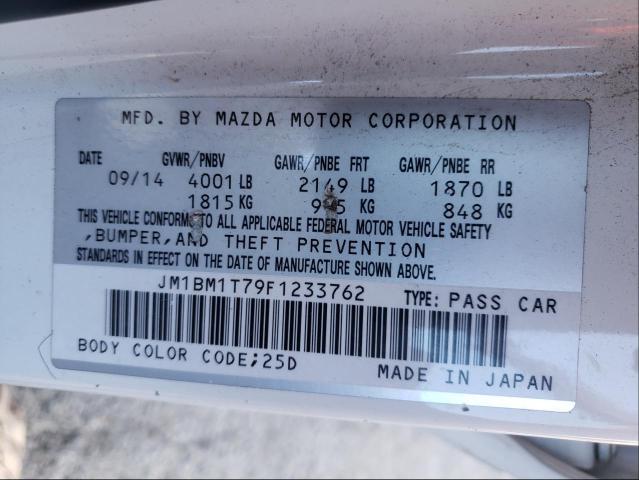 MFD. BY MAZDA MOTOR CORPORATION
DATE GVWR/PNBV GAWR/PNBE FRT GAWR/PNBE RR
09/14 4001 LB 2149 LB 1870 LB
1815 KG KG 848 KG
THIS VEHICLE CONFORMS TO ALL APPLICABLE FEDERAL MOTOR VEHICLE SAFETY
,BUMPER,AND THEFT PREVENTION
STANDARDS IN EFFECT ON THE DATE OF MANUFACTURE SHOWN ABOVE.
JM1BM1T79F1233762 TYPE: PASS CAR
BODY COLOR CODE;25D MADE IN JAPAN